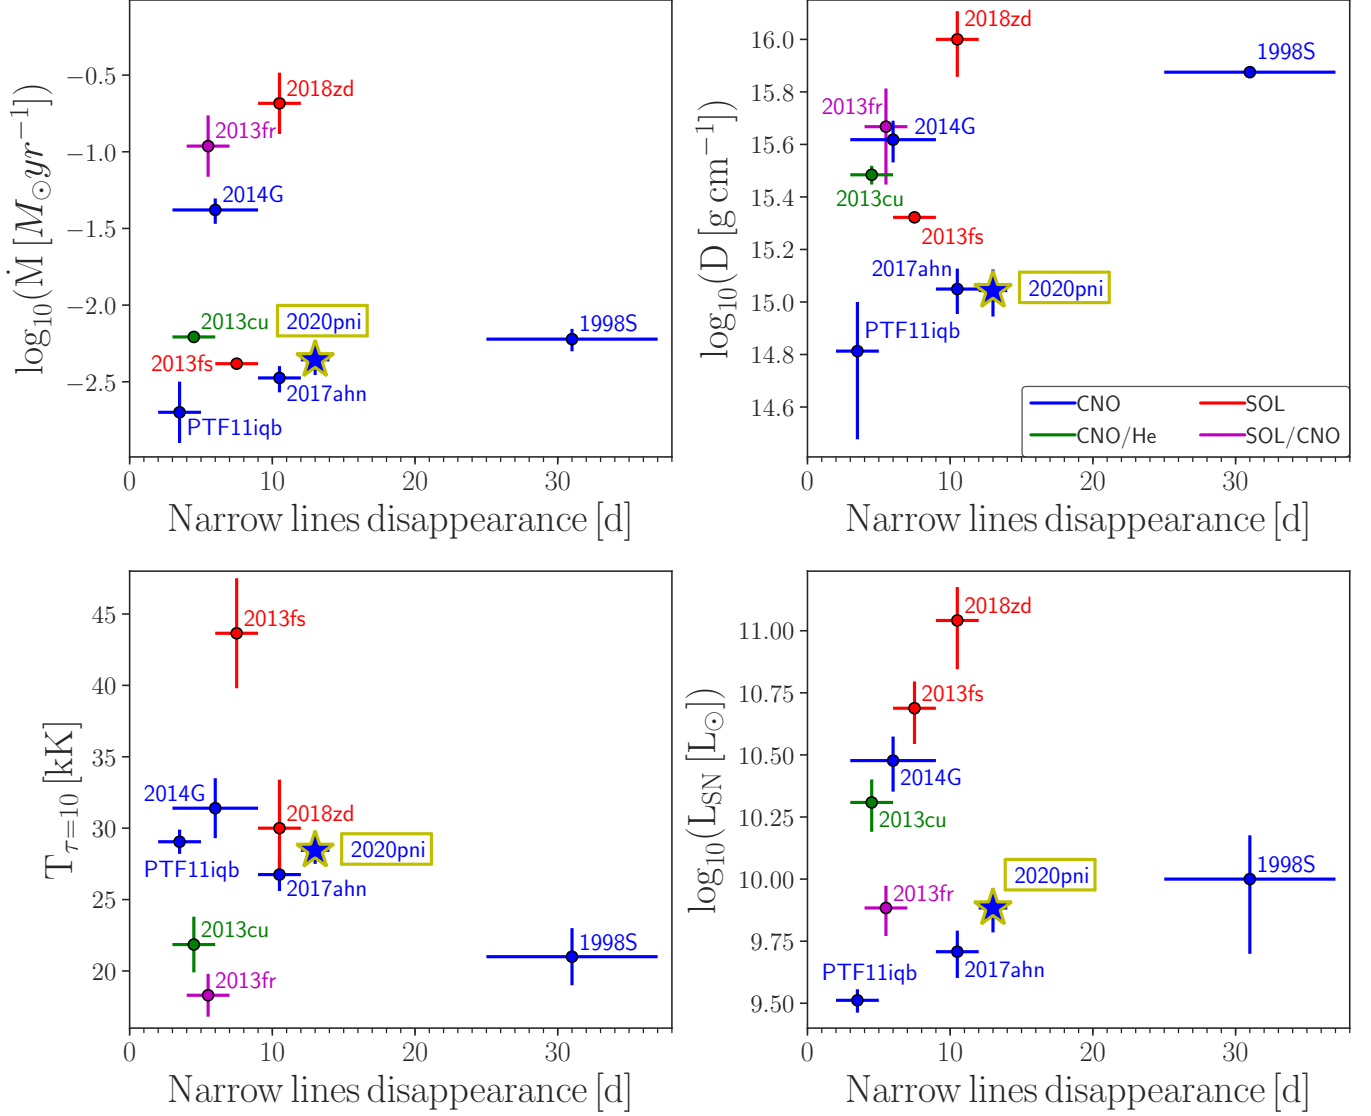 −0.5
−1.0
−1.5
−2.0
−2.5
log10(Ṁ [M⊙yr−1])
2018zd
2013fr
2014G
2013cu
2020pni
1998S
2013fs
2017ahn
PTF11iqb
0 10 20 30
Narrow lines disappearance [d]
16.0
15.8
15.6
15.4
15.2
15.0
14.8
14.6
log10(D [g cm−1])
2018zd
1998S
2013fr
2014G
2013cu
2013fs
2017ahn
2020pni
PTF11iqb
CNO SOL
CNO/He SOL/CNO
0 10 20 30
Narrow lines disappearance [d]
45
40
35
30
25
20
Tτ=10 [kK]
2013fs
2014G
2018zd
2020pni
PTF11iqb
2017ahn
2013cu
1998S
2013fr
0 10 20 30
Narrow lines disappearance [d]
11.00
10.75
10.50
10.25
10.00
9.75
9.50
log10(LSN [L⊙])
2018zd
2013fs
2014G
2013cu
2020pni
1998S
2013fr
2017ahn
PTF11iqb
0 10 20 30
Narrow lines disappearance [d]